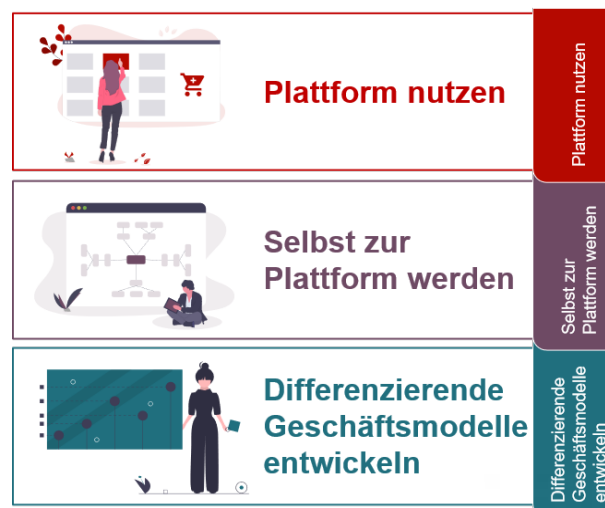 Plattform nutzen
Plattform nutzen
Selbst zur
Plattform werden
Selbst zur
Plattform werden
Differenzierende
Geschäftsmodelle
entwickeln
Differenzierende
Geschäftsmodelle
entwickeln